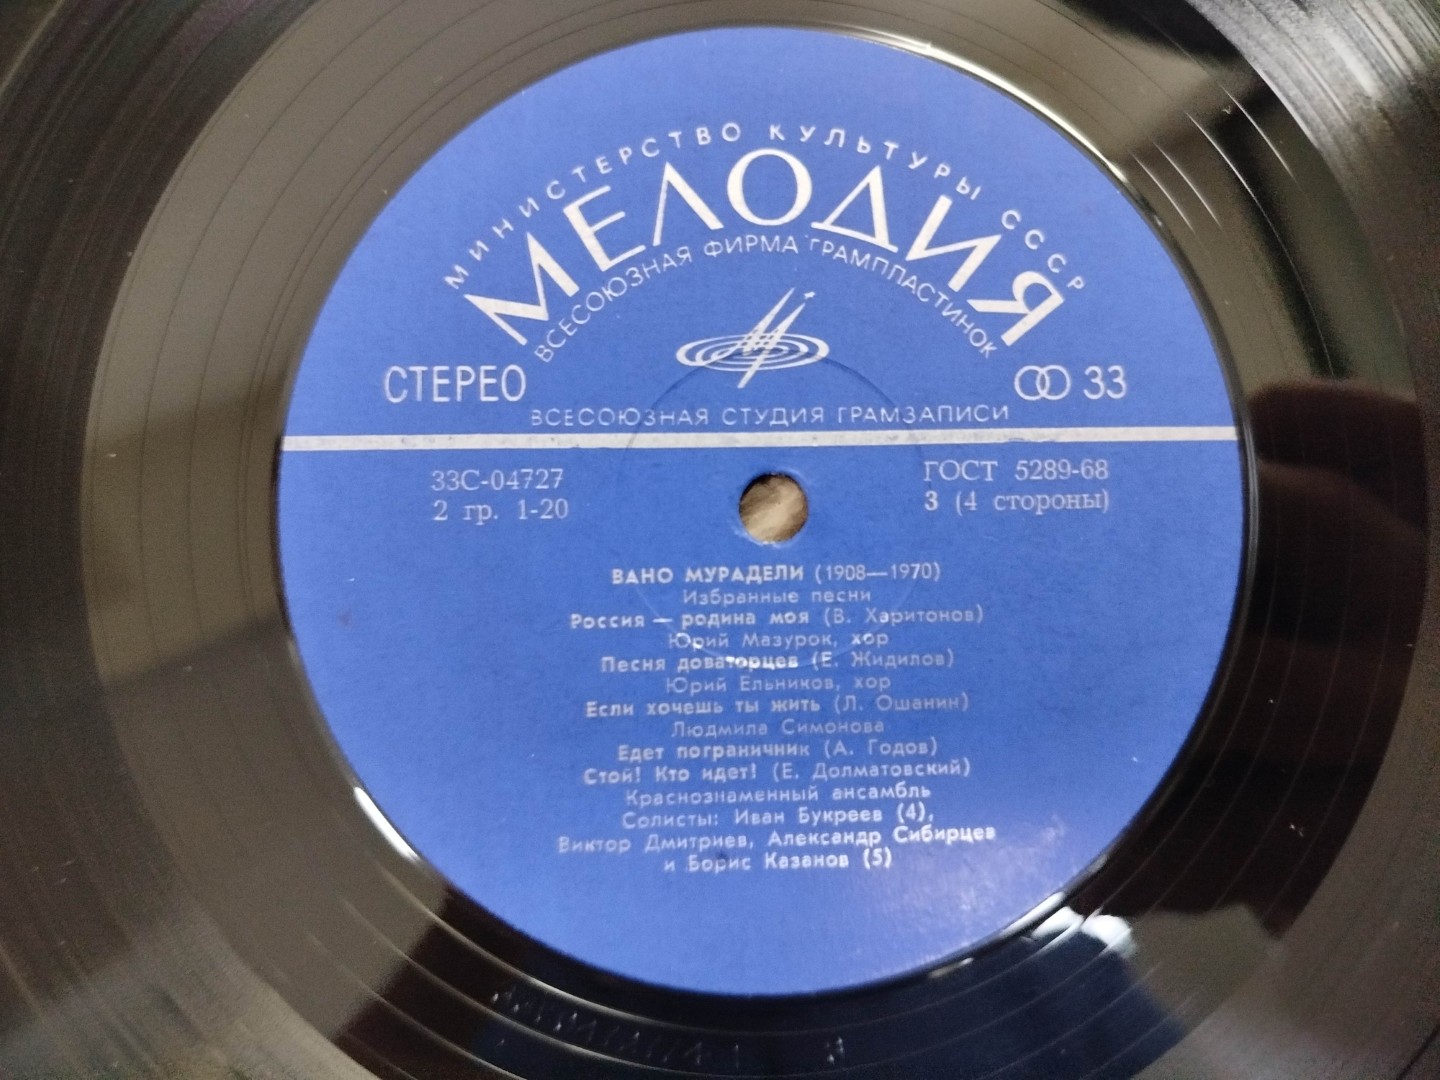 МИНИСТЕРСТВО КУЛЬТУРЫ СССР
МЕЛОДИЯ
ВСЕСОЮЗНАЯ ФИРМА ГРАМПЛАСТИНОК
СТЕРЕО
33
ВСЕСОЮЗНАЯ СТУДИЯ ГРАМЗАПИСИ
33С-04727
ГОСТ 5289-68
2 гр. 1-20
3 (4 стороны)
ВАНО МУРАДЕЛИ (1908—1970)
Избранные песни
Россия — родина моя (В. Харитонов)
Юрий Мазурок, хор
Песня доваторцев (Е. Жидилов)
Юрий Ельников, хор
Если хочешь ты жить (Л. Ошанин)
Людмила Симонова
Едет пограничник (А. Годов)
Стой! Кто идет! (Е. Долматовский)
Краснознаменный ансамбль
Солисты: Иван Букреев (4),
Виктор Дмитриев, Александр Сибирцев
и Борис Казанов (5)